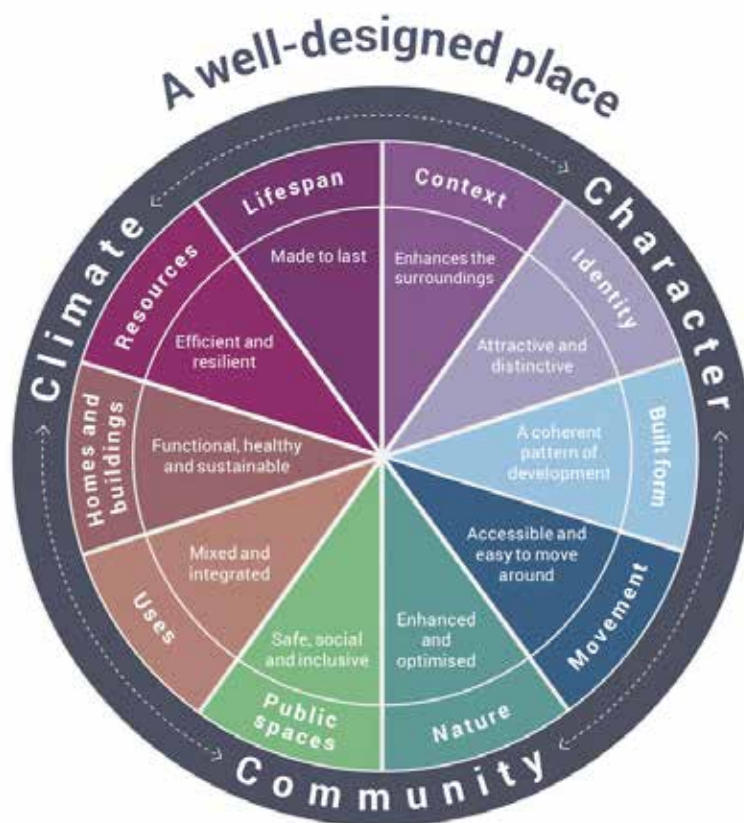 A well-designed place
Climate
Character
Community
Lifespan
Made to last
Context
Enhances the
surroundings
Identity
Attractive and
distinctive
Built form
A coherent
pattern of
development
Movement
Accessible and
easy to move
around
Nature
Enhanced
and
optimised
Public
spaces
Safe, social
and inclusive
Uses
Mixed and
integrated
Homes and
buildings
Functional, healthy
and sustainable
Resources
Efficient and
resilient